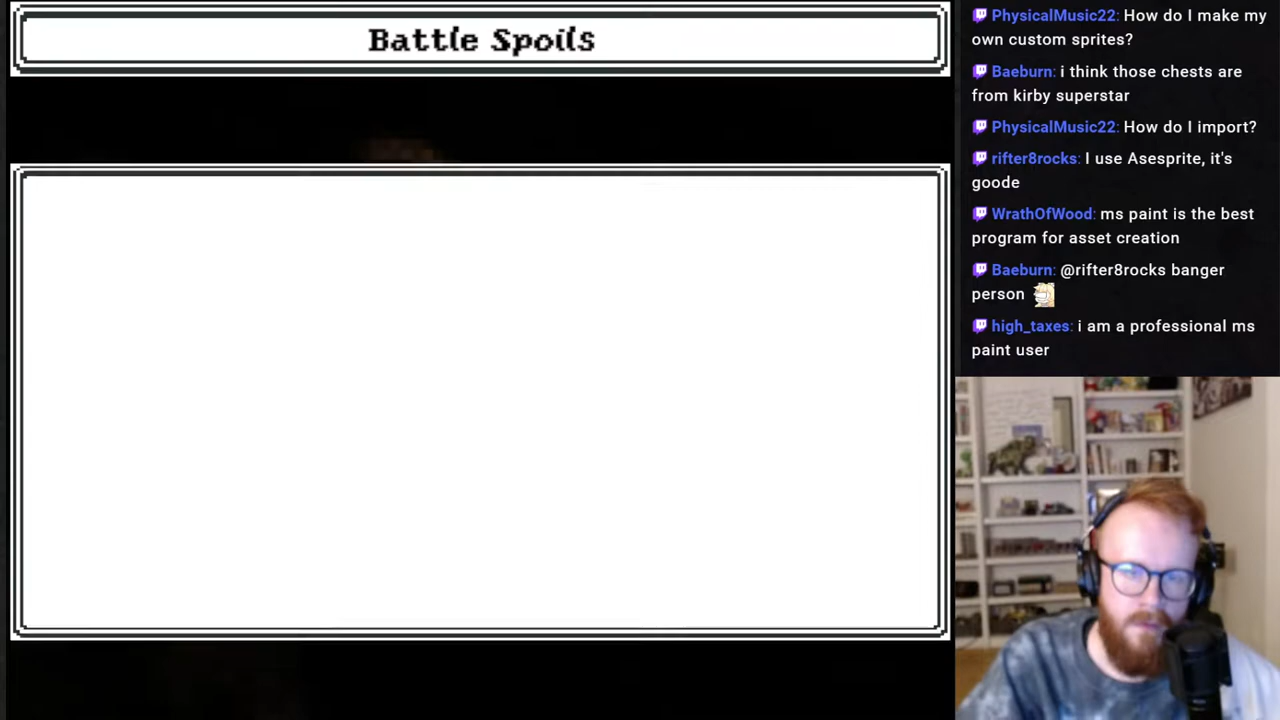 Battle Spoils
PhysicalMusic22: How do I make my
own custom sprites?
Baeburn: i think those chests are
from kirby superstar
PhysicalMusic22: How do I import?
rifter8rocks: I use Asesprite, it's
goode
WrathOfWood: ms paint is the best
program for asset creation
Baeburn: @rifter8rocks banger
person
high_taxes: i am a professional ms
paint user